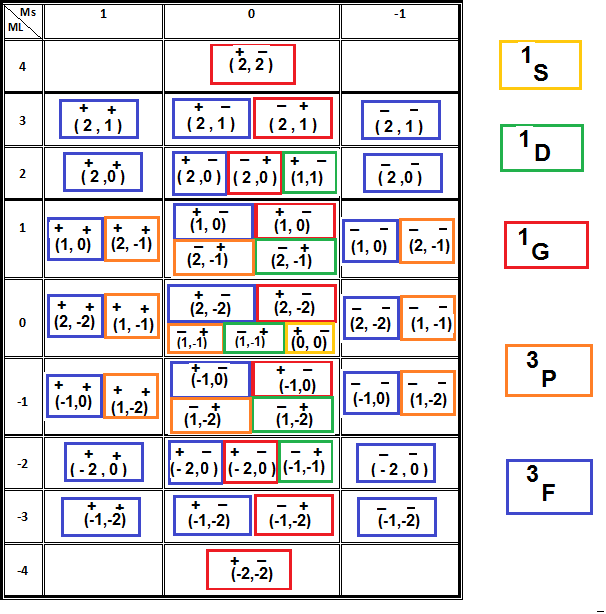 Ms
ML
1 0 -1
4
+ −
( 2, 2 )
3
+ + + − − + − −
( 2 , 1 ) ( 2 , 1 ) ( 2 , 1 ) ( 2 , 1 )
2
+ + + − − + + − − −
( 2 ,0 ) ( 2 ,0 ) ( 2 ,0 ) (1,1) ( 2 ,0 )
1
+ − + −
(1, 0) (1, 0)
+ + + + − − − −
(1, 0) (2, -1) (1, 0) (2, -1)
− + − +
(2, -1) (2, -1)
0
+ − + −
(2, -2) (2, -2)
+ + + + − − − −
(2, -2) (1, -1) (2, -2) (1, -1)
− + − + + −
(1,-1) (1,-1) (0, 0)
-1
+ − + −
(-1,0) (-1,0)
+ + + + − − − −
(-1,0) (1,-2) (-1,0) (1,-2)
− + − +
(1,-2) (1,-2)
-2
+ + + − + − − + − −
( - 2 , 0 ) (- 2,0 ) (- 2,0 ) (-1,-1) ( - 2 , 0 )
-3
+ + + − − + − −
(-1,-2) (-1,-2) (-1,-2) (-1,-2)
-4
+ −
(-2,-2)
1 S
1 D
1 G
3 P
3 F